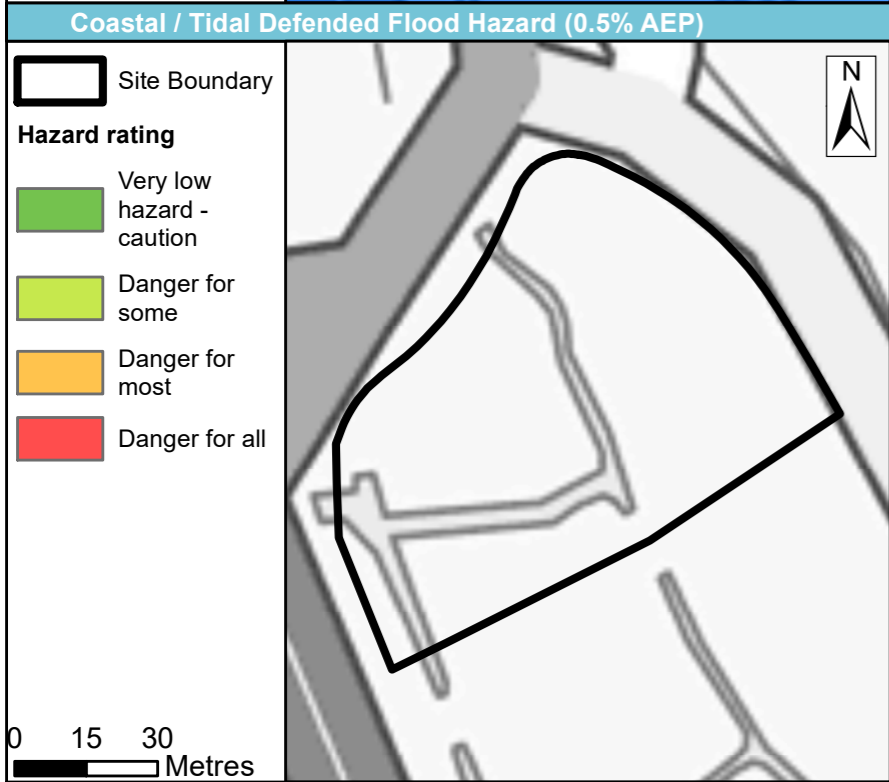 Coastal / Tidal Defended Flood Hazard (0.5% AEP)
Site Boundary
Hazard rating
Very low
hazard -
caution
Danger for
some
Danger for
most
Danger for all
0 15 30
Metres
N